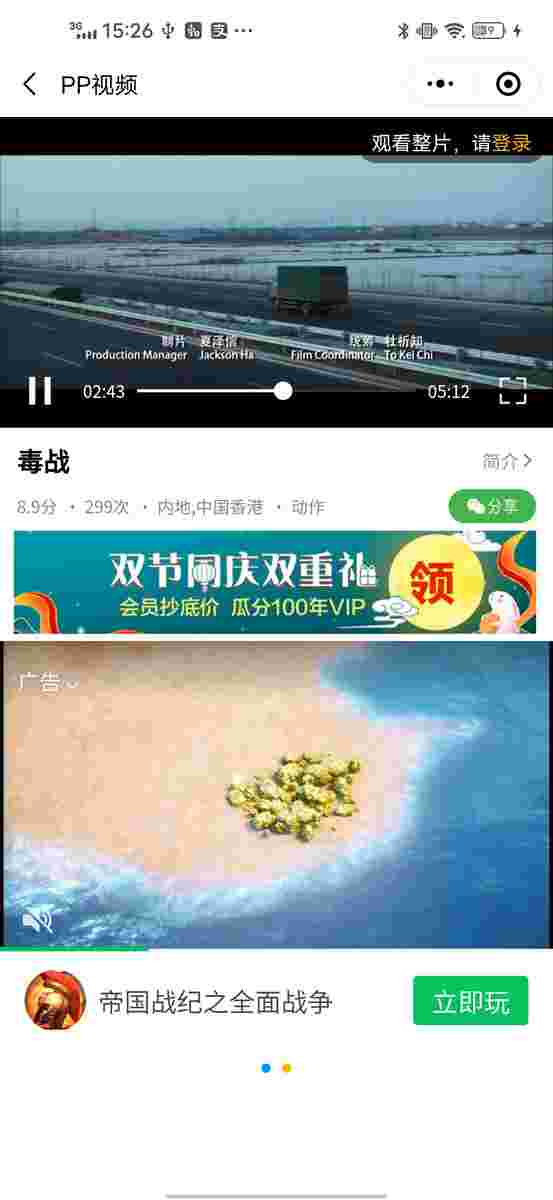 3G 15:26
PP视频
观看整片，请登录
制片 夏泽信 统筹 杜祈知
Production Manager Jackson Ha Film Coordinator To Kei Chi
02:43 05:12
毒战
简介
8.9分 · 299次 · 内地,中国香港 · 动作
分享
双节同庆双重礼
领
会员抄底价 瓜分100年VIP
广告
帝国战纪之全面战争
立即玩